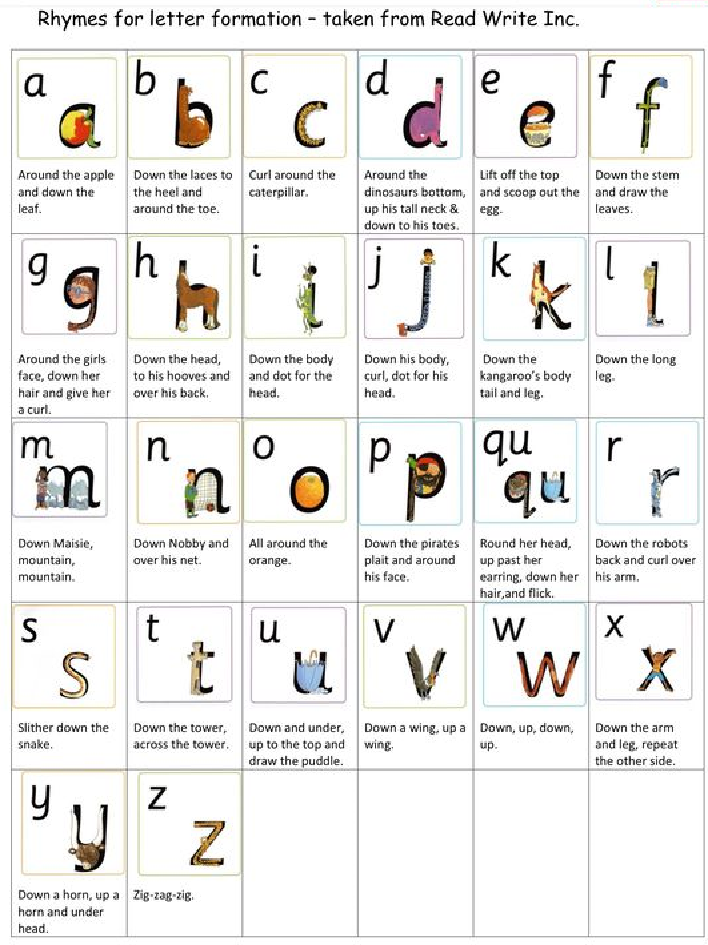 Rhymes for letter formation – taken from Read Write Inc.
a
Around the apple
and down the
leaf.
b
Down the laces to
the heel and
around the toe.
c
Curl around the
caterpillar.
d
Around the
dinosaurs bottom,
up his tall neck &
down to his toes.
e
Lift off the top
and scoop out the
egg.
f
Down the stem
and draw the
leaves.
g
Around the girls
face, down her
hair and give her
a curl.
h
Down the head,
to his hooves and
over his back.
i
Down the body
and dot for the
head.
j
Down his body,
curl, dot for his
head.
k
Down the
kangaroo's body
tail and leg.
l
Down the long
leg.
m
Down Maisie,
mountain,
mountain.
n
Down Nobby and
over his net.
o
All around the
orange.
p
Down the pirates
plait and around
his face.
qu
Round her head,
up past her
earring, down her
hair,and flick.
r
Down the robots
back and curl over
his arm.
s
Slither down the
snake.
t
Down the tower,
across the tower.
u
Down and under,
up to the top and
draw the puddle.
v
Down a wing, up a
wing.
w
Down, up, down,
up.
x
Down the arm
and leg, repeat
the other side.
y
Down a horn, up a
horn and under
head.
z
Zig-zag-zig.